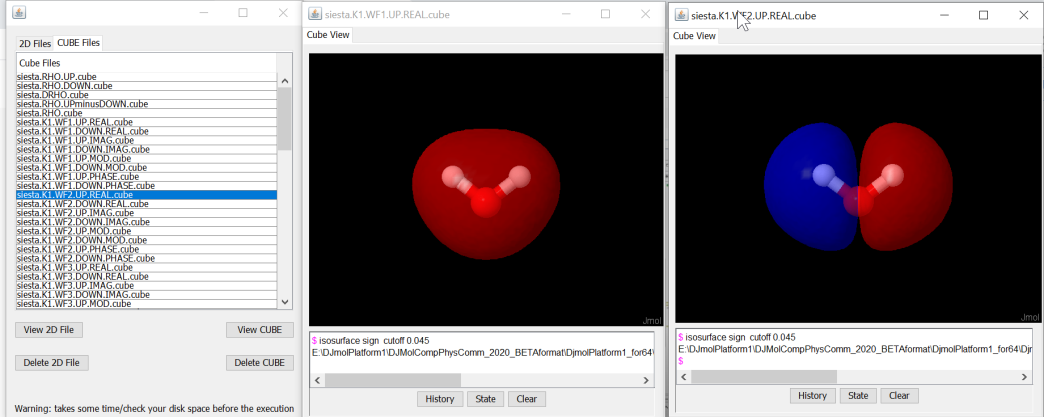 2D Files CUBE Files
Cube Files
siesta.RHO.UP.cube
siesta.RHO.DOWN.cube
siesta.DRHO.cube
siesta.RHO.UPminusDOWN.cube
siesta.RHO.cube
siesta.K1.WF1.UP.REAL.cube
siesta.K1.WF1.DOWN.REAL.cube
siesta.K1.WF1.UP.IMAG.cube
siesta.K1.WF1.DOWN.IMAG.cube
siesta.K1.WF1.UP.MOD.cube
siesta.K1.WF1.DOWN.MOD.cube
siesta.K1.WF1.UP.PHASE.cube
siesta.K1.WF1.DOWN.PHASE.cube
siesta.K1.WF2.UP.REAL.cube
siesta.K1.WF2.DOWN.REAL.cube
siesta.K1.WF2.UP.IMAG.cube
siesta.K1.WF2.DOWN.IMAG.cube
siesta.K1.WF2.UP.MOD.cube
siesta.K1.WF2.DOWN.MOD.cube
siesta.K1.WF2.UP.PHASE.cube
siesta.K1.WF2.DOWN.PHASE.cube
siesta.K1.WF3.UP.REAL.cube
siesta.K1.WF3.DOWN.REAL.cube
siesta.K1.WF3.UP.IMAG.cube
siesta.K1.WF3.DOWN.IMAG.cube
siesta.K1.WF3.UP.MOD.cube
View 2D File View CUBE
Delete 2D File Delete CUBE
Warning: takes some time/check your disk space before the execution
siesta.K1.WF1.UP.REAL.cube
Cube View
Jmol
$ isosurface sign cutoff 0.045
E:\DJmolPlatform1\DJMolCompPhysComm_2020_BETAformat\DjmolPlatform1_for64\
History State Clear
siesta.K1.WF2.UP.REAL.cube
Cube View
Jmol
$ isosurface sign cutoff 0.045
E:\DJmolPlatform1\DJMolCompPhysComm_2020_BETAformat\DjmolPlatform1_for64\Djr
$
History State Clear